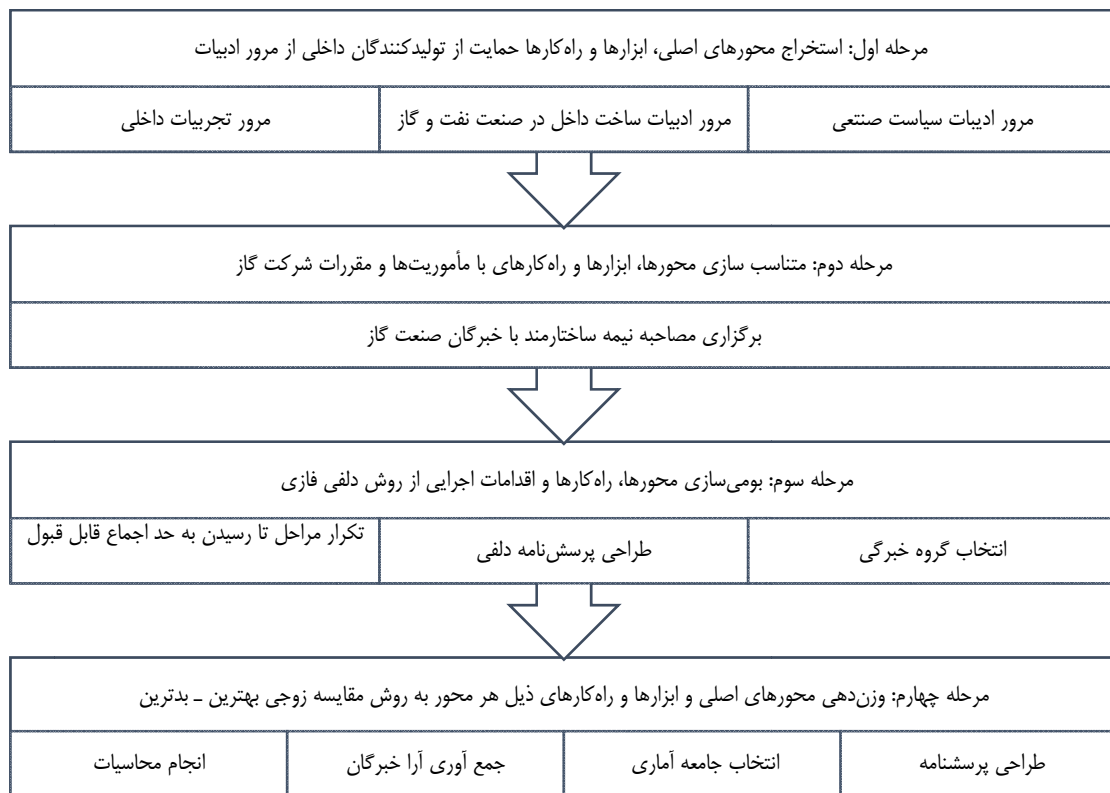 مرحله اول: استخراج محورهای اصلی، ابزارها و راه‌کارها حمایت از تولیدکنندگان داخلی از مرور ادبیات
مرور ادیبات سیاست صنتعی
مرور ادبیات ساخت داخل در صنعت نفت و گاز
مرور تجربیات داخلی
مرحله دوم: متناسب سازی محورها، ابزارها و راه‌کارهای با مأموریت‌ها و مقررات شرکت گاز
برگزاری مصاحبه نیمه ساختارمند با خبرگان صنعت گاز
مرحله سوم: بومی‌سازی محورها، راه‌کارها و اقدامات اجرایی از روش دلفی فازی
انتخاب گروه خبرگی
طراحی پرسش‌نامه دلفی
تکرار مراحل تا رسیدن به حد اجماع قابل قبول
مرحله چهارم: وزن‌دهی محورهای اصلی و ابزارها و راه‌کارهای ذیل هر محور به روش مقایسه زوجی بهترین ـ بدترین
طراحی پرسشنامه
انتخاب جامعه آماری
جمع آوری آرا خبرگان
انجام محاسیات